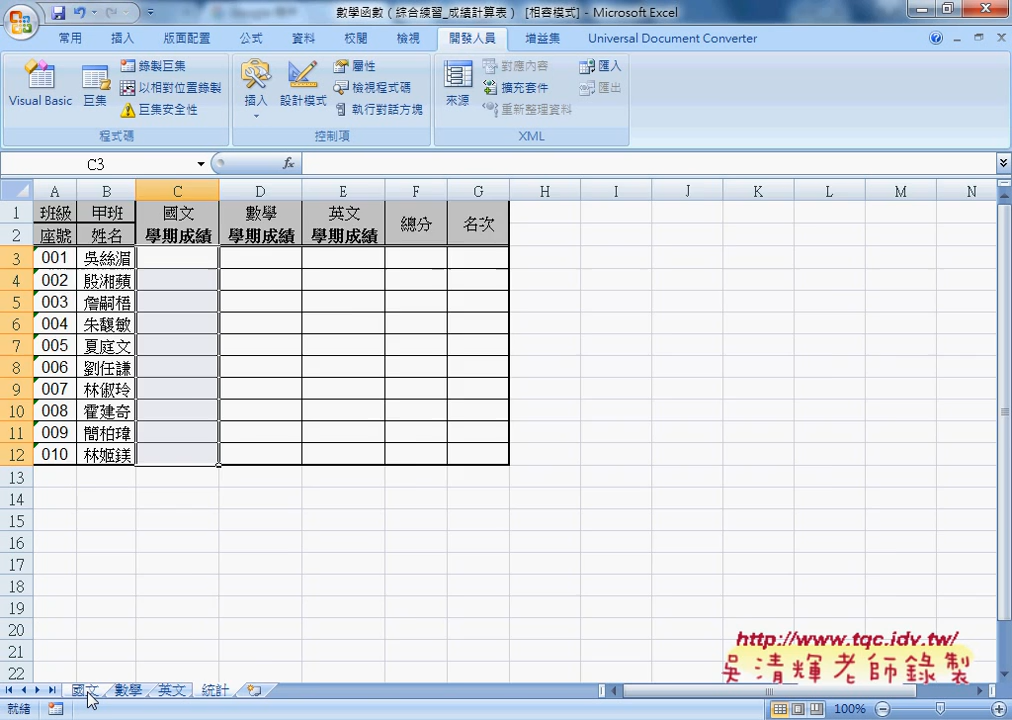 數學函數（綜合練習_成績計算表） [相容模式] - Microsoft Excel
常用 插入 版面配置 公式 資料 校閱 檢視 開發人員 增益集 Universal Document Converter
Visual Basic 巨集 錄製巨集 以相對位置錄製 巨集安全性
插入 設計模式 屬性 檢視程式碼 執行對話方塊
來源 對應內容 擴充套件 重新整理資料 匯入 匯出
程式碼 控制項 XML
C3 fx
A B C D E F G H I J K L M N
1 班級 甲班 國文 數學 英文 總分 名次
2 座號 姓名 學期成績 學期成績 學期成績
3 001 吳絲湄
4 002 殷湘蘋
5 003 詹嗣梧
6 004 朱馥敏
7 005 夏庭文
8 006 劉任謙
9 007 林俶玲
10 008 霍建奇
11 009 簡柏瑋
12 010 林姬鎂
13
14
15
16
17
18
19
20
21
22
http://www.tqc.idv.tw/
吳清輝老師錄製
國文 數學 英文 統計
就緒 100%